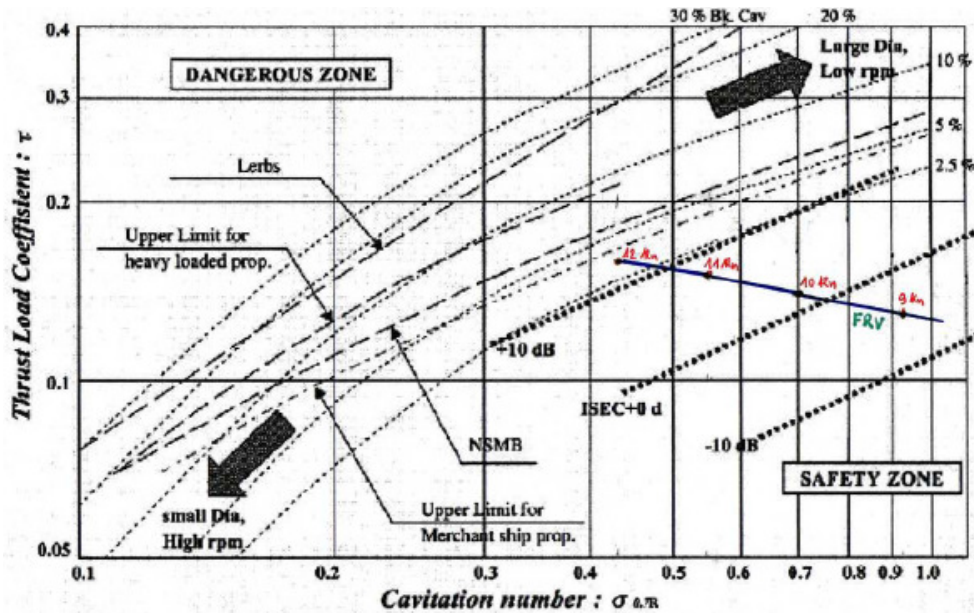 30 % Bk. Cav
20 %
0.4
DANGEROUS ZONE
Large Dia,
Low rpm
10 %
0.3
5 %
Lerbs
2.5 %
0.2
Upper Limit for
heavy loaded prop.
12 Kn
11 Kn
10 Kn
9 Kn
FRV
+10 dB
0.1
ISEC+0 d
-10 dB
NSMB
SAFETY ZONE
small Dia,
High rpm
Upper Limit for
Merchant ship prop.
0.05
0.1
0.2
0.3
0.4
0.5
0.6
0.7
0.8
0.9
1.0
Thrust Load Coefficient : τ
Cavitation number : σ 0.7R